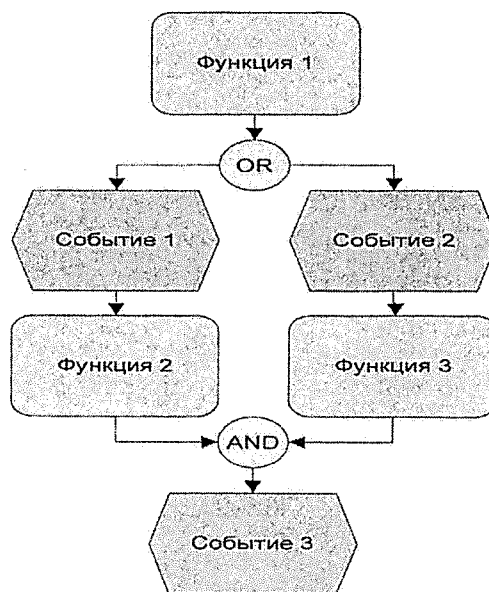 Функция 1
OR
Событие 1
Событие 2
Функция 2
Функция 3
AND
Событие 3